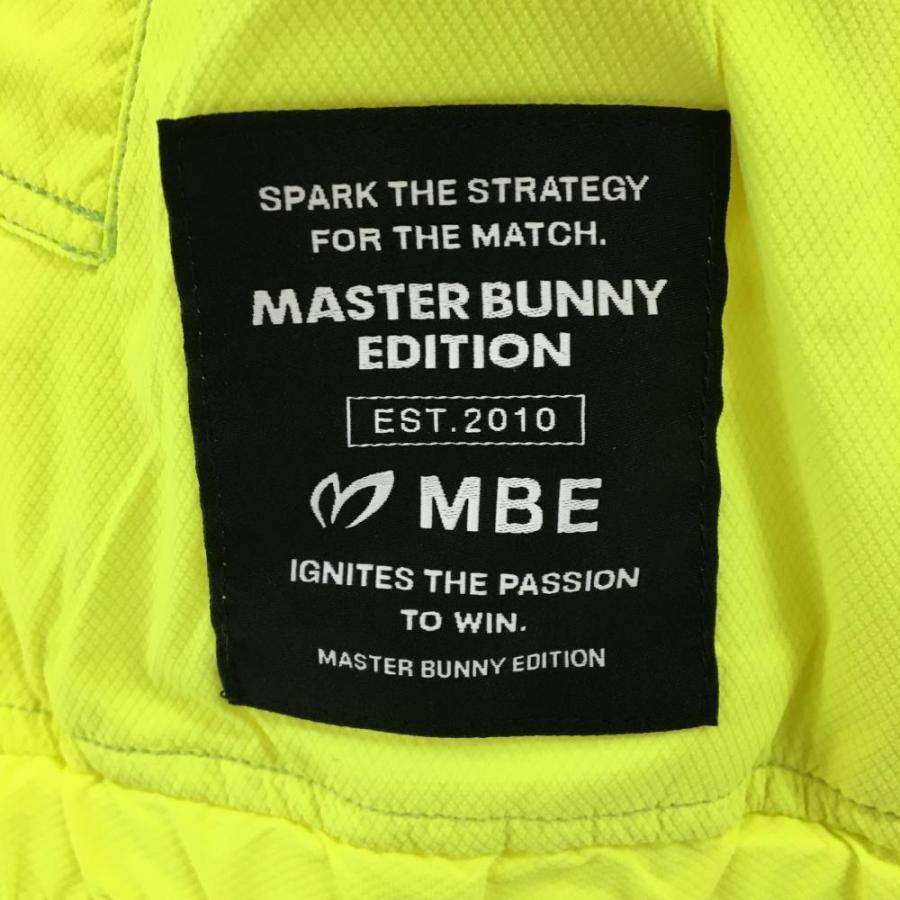 SPARK THE STRATEGY
FOR THE MATCH.
MASTER BUNNY
EDITION
EST.2010
MBE
IGNITES THE PASSION
TO WIN.
MASTER BUNNY EDITION